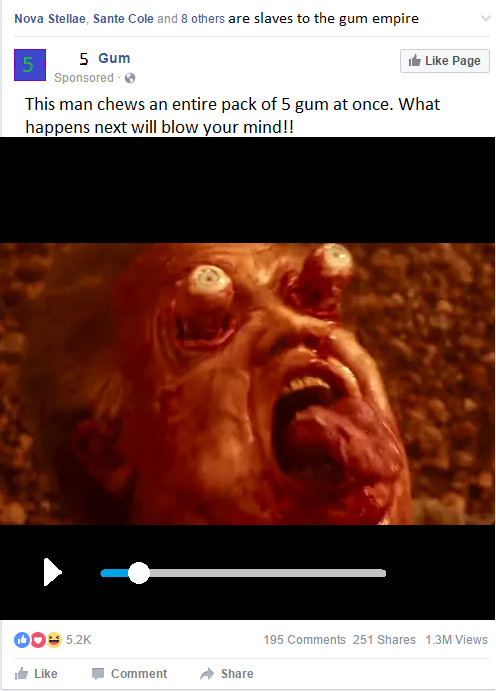 Nova Stellae, Sante Cole and 8 others are slaves to the gum empire
5
5 Gum
Like Page
Sponsored ·
This man chews an entire pack of 5 gum at once. What
happens next will blow your mind!!
5.2K
195 Comments 251 Shares 1.3M Views
Like Comment Share